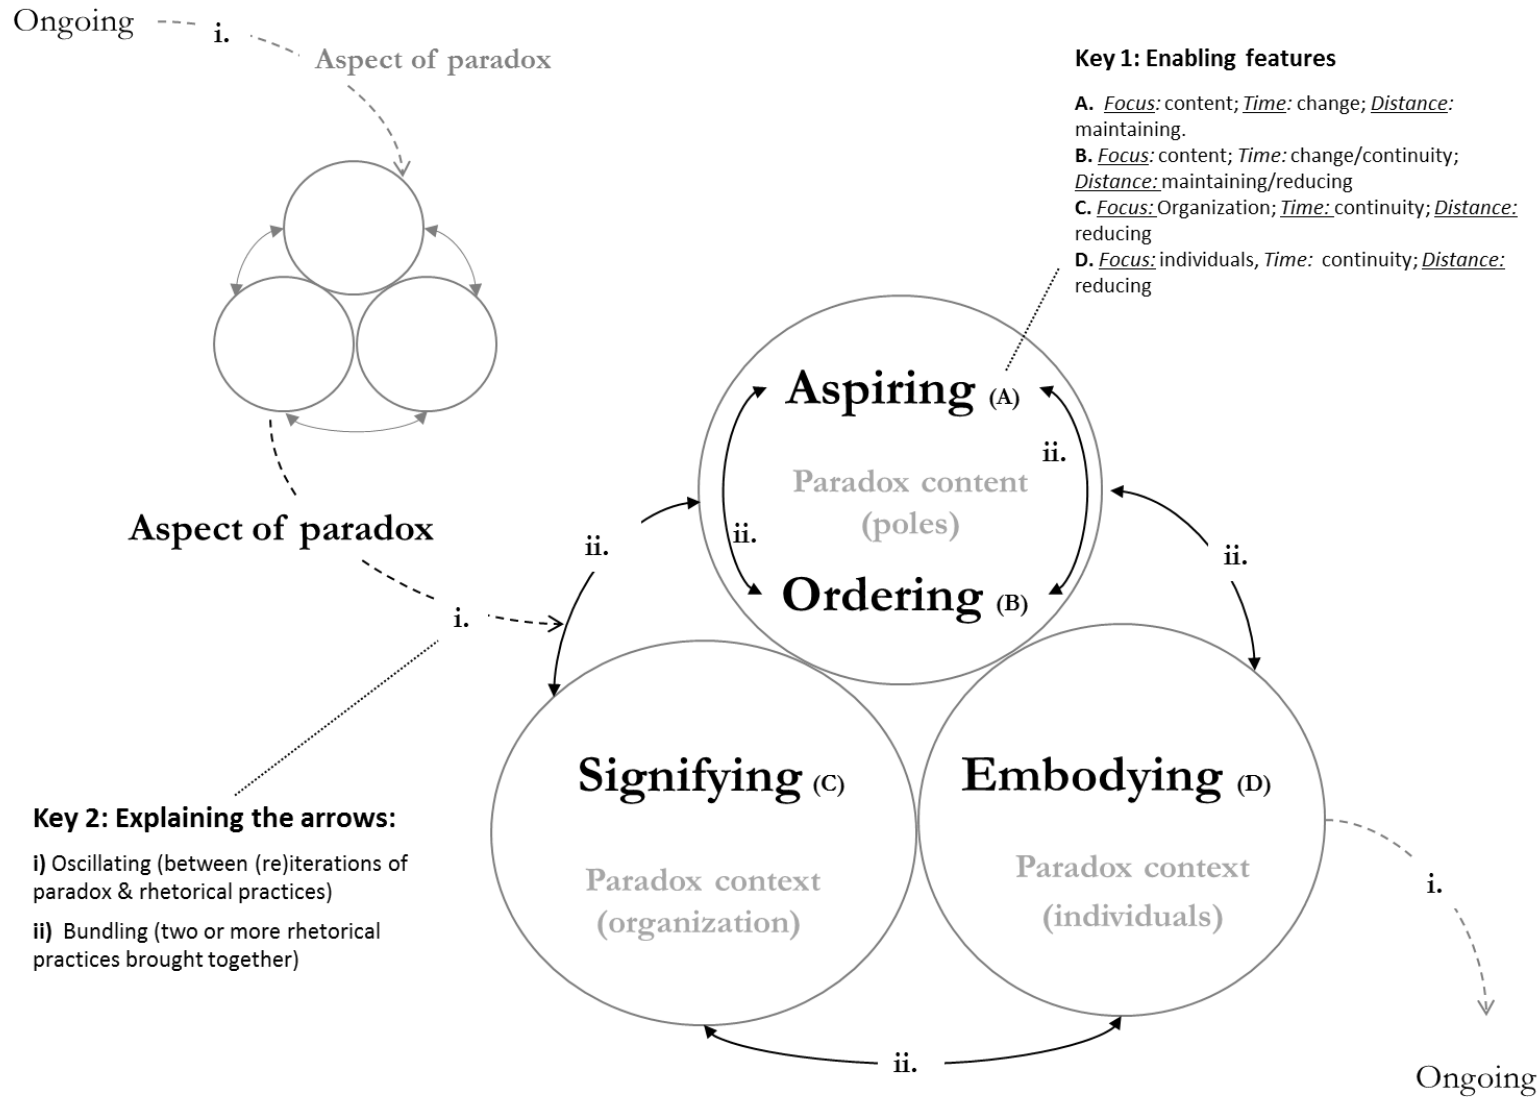 Ongoing
i.
Aspect of paradox
Key 1: Enabling features
A. Focus: content; Time: change; Distance:
maintaining.
B. Focus: content; Time: change/continuity;
Distance: maintaining/reducing
C. Focus: Organization; Time: continuity; Distance:
reducing
D. Focus: individuals, Time: continuity; Distance:
reducing
Aspiring (A)
ii.
Paradox content
(poles)
ii.
Ordering (B)
ii.
ii.
Aspect of paradox
i.
Signifying (C)
Paradox context
(organization)
Embodying (D)
Paradox context
(individuals)
Key 2: Explaining the arrows:
i) Oscillating (between (re)iterations of
paradox & rhetorical practices)
ii) Bundling (two or more rhetorical
practices brought together)
i.
ii.
Ongoing